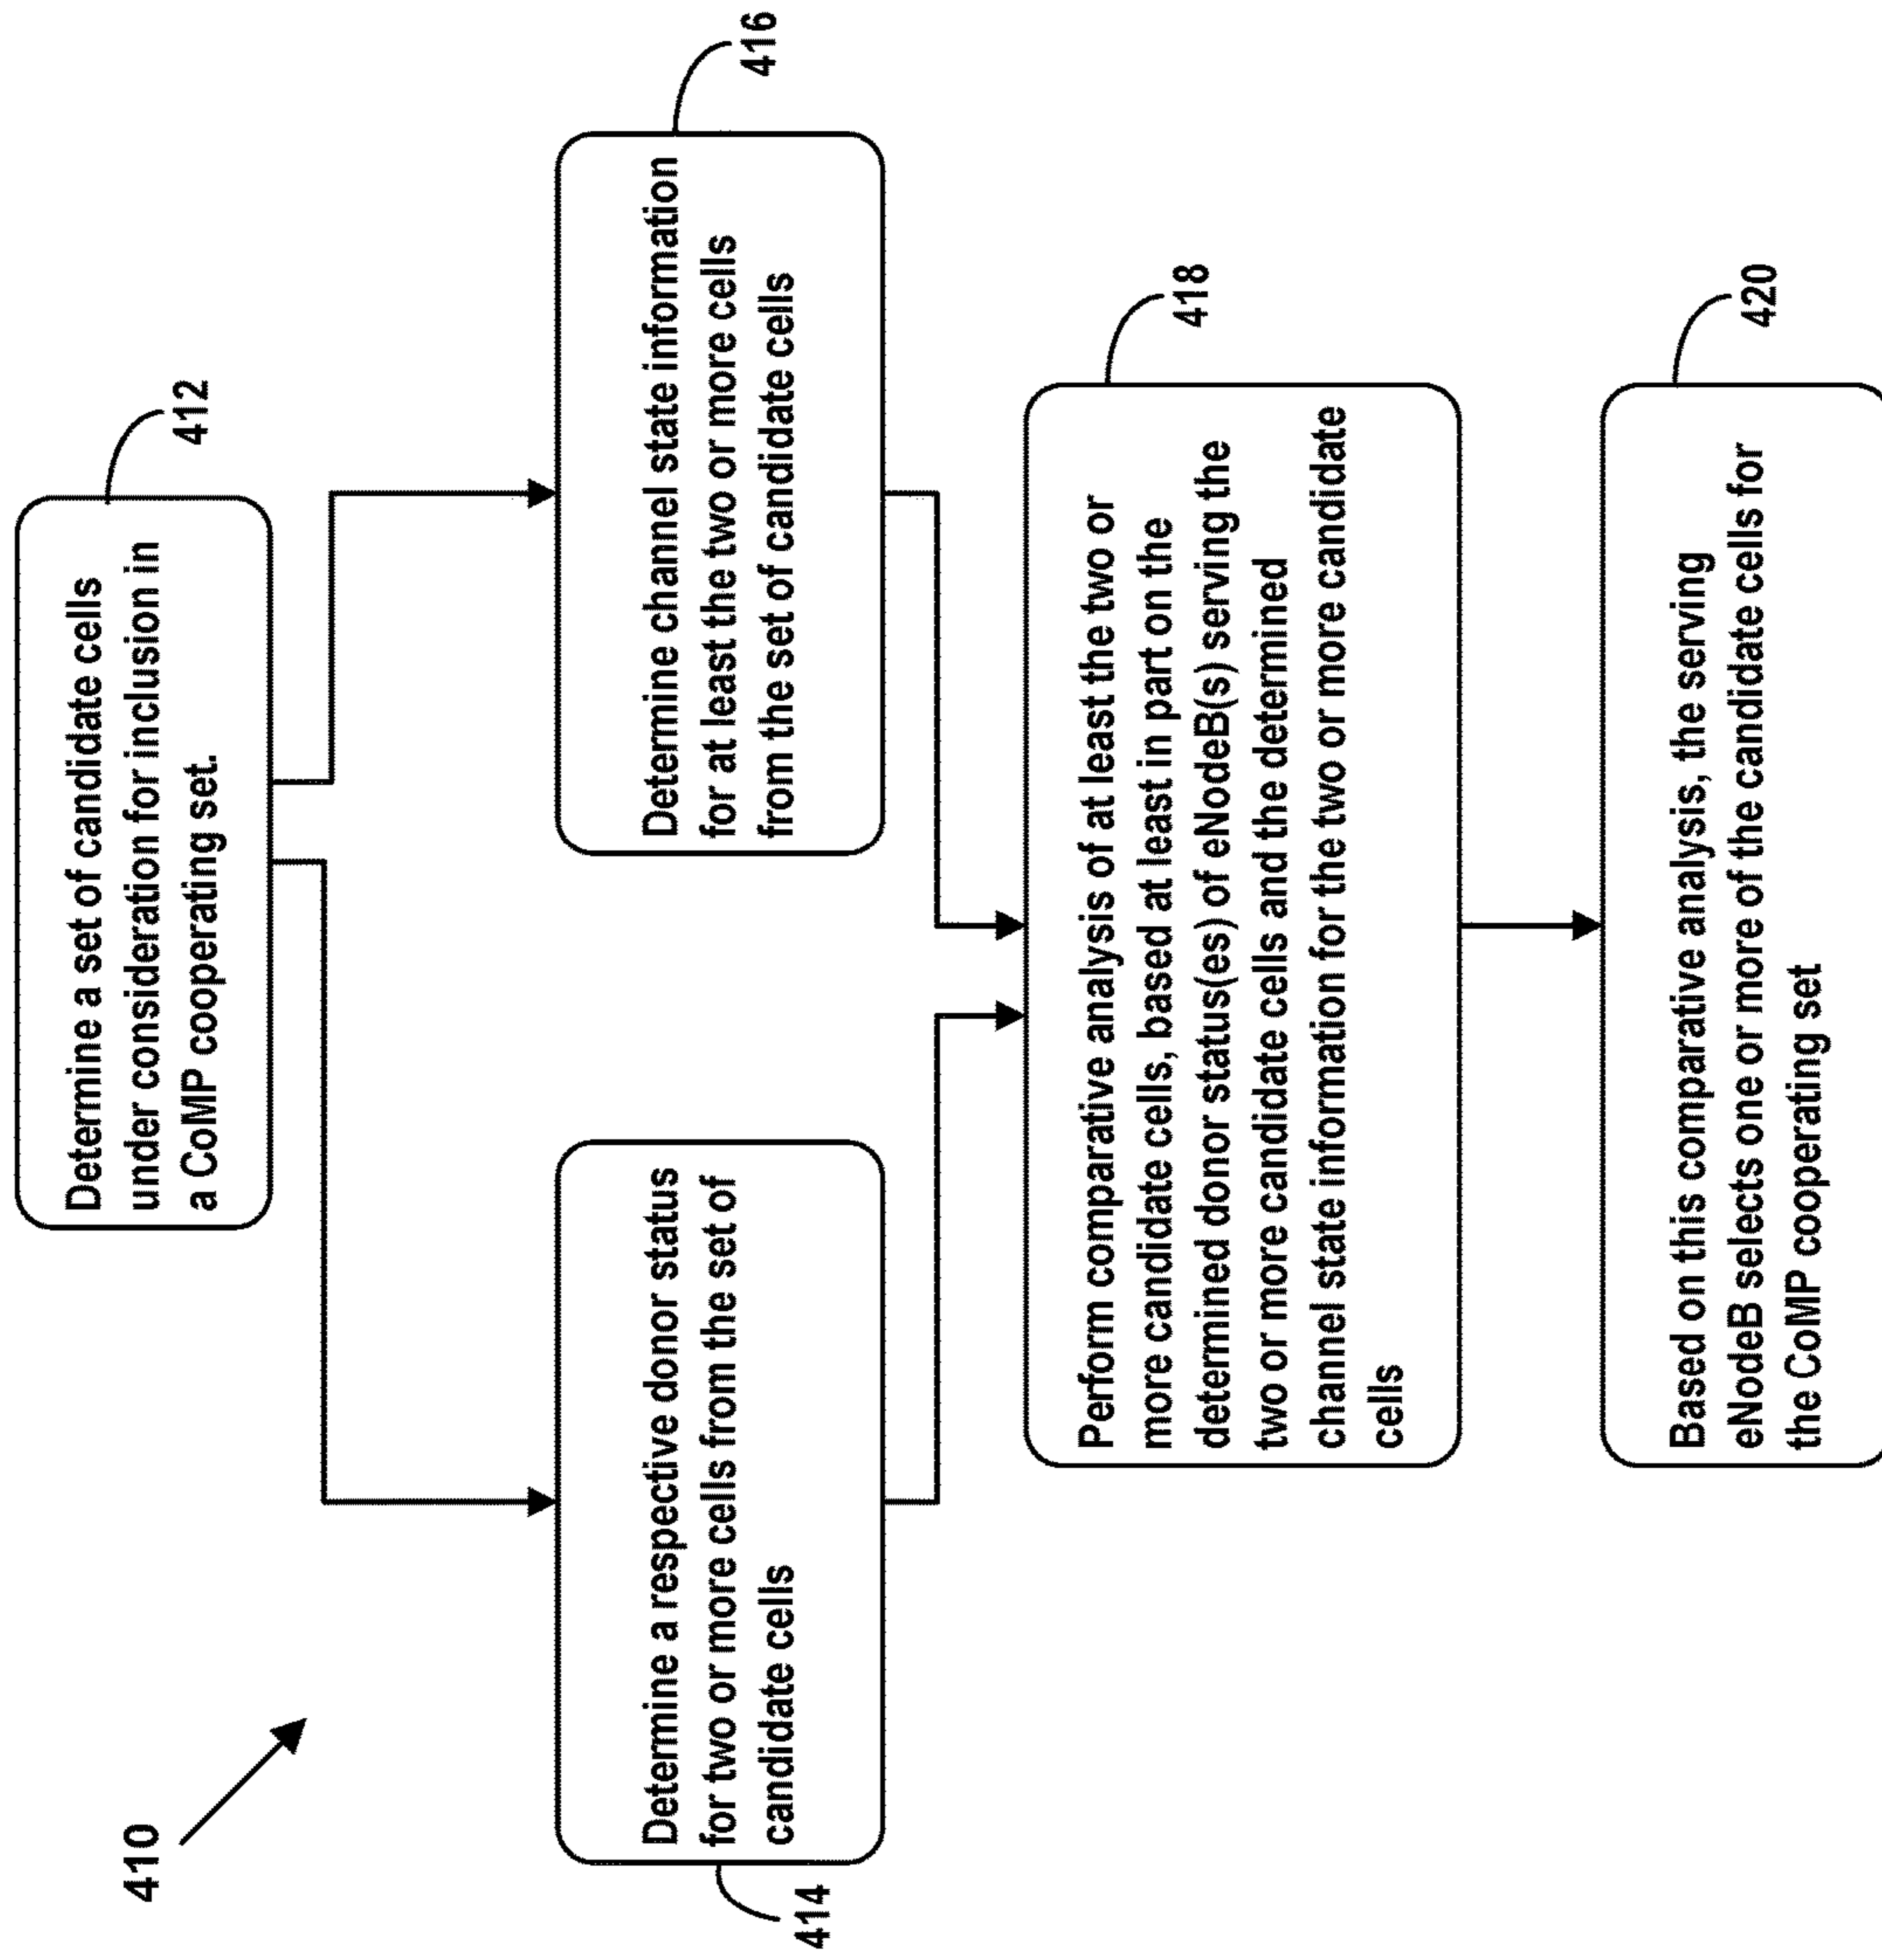 410
412
Determine a set of candidate cells
under consideration for inclusion in
a CoMP cooperating set.
414
Determine a respective donor status
for two or more cells from the set of
candidate cells
416
Determine channel state information
for at least the two or more cells
from the set of candidate cells
418
Perform comparative analysis of at least the two or
more candidate cells, based at least in part on the
determined donor status(es) of eNodeB(s) serving the
two or more candidate cells and the determined
channel state information for the two or more candidate
cells
420
Based on this comparative analysis, the serving
eNodeB selects one or more of the candidate cells for
the CoMP cooperating set